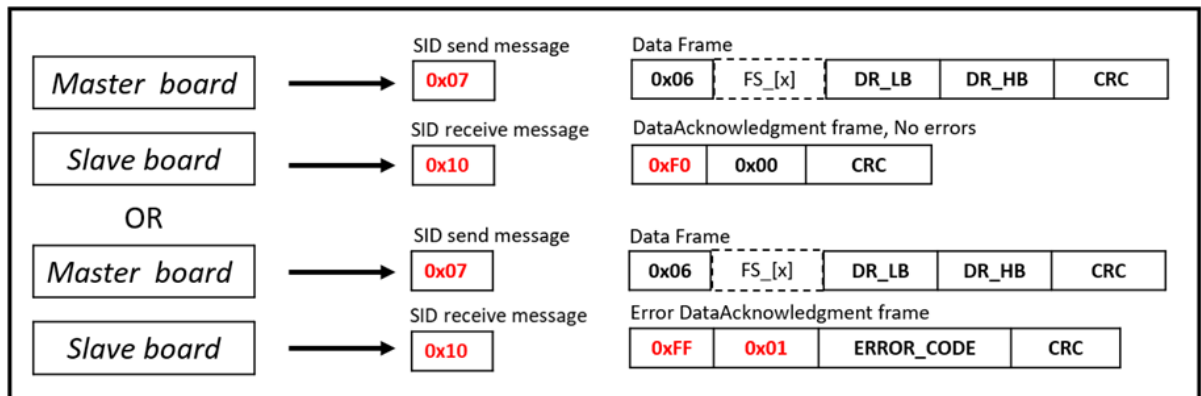 SID send message Data Frame
Master board 0x07 0x06 FS_[x] DR_LB DR_HB CRC
SID receive message DataAcknowledgment frame, No errors
Slave board 0x10 0xF0 0x00 CRC
OR
SID send message Data Frame
Master board 0x07 0x06 FS_[x] DR_LB DR_HB CRC
SID receive message Error DataAcknowledgment frame
Slave board 0x10 0xFF 0x01 ERROR_CODE CRC